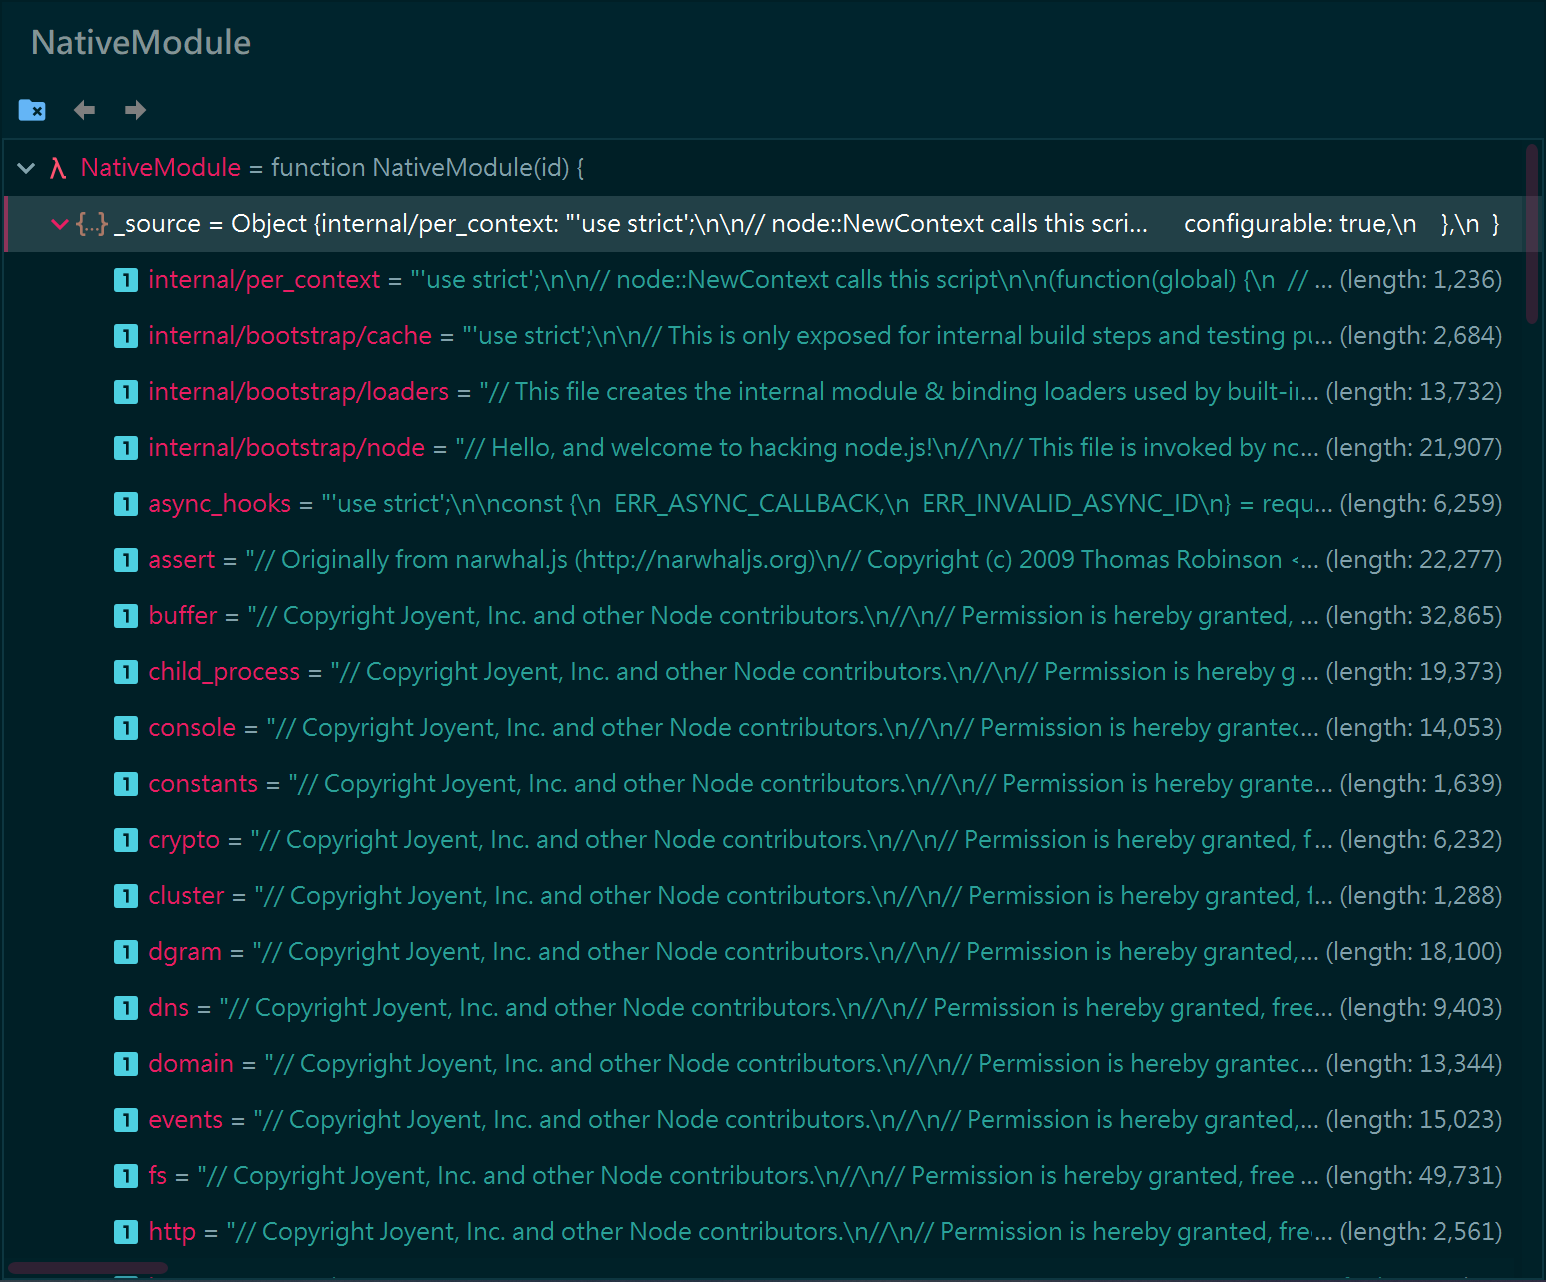 NativeModule
λ NativeModule = function NativeModule(id) {
{...} _source = Object {internal/per_context: "'use strict';\n\n// node::NewContext calls this scri... configurable: true,\n },\n }
1 internal/per_context = "'use strict';\n\n// node::NewContext calls this script\n\n(function(global) {\n // ... (length: 1,236)
1 internal/bootstrap/cache = "'use strict';\n\n// This is only exposed for internal build steps and testing pu... (length: 2,684)
1 internal/bootstrap/loaders = "// This file creates the internal module & binding loaders used by built-i... (length: 13,732)
1 internal/bootstrap/node = "// Hello, and welcome to hacking node.js!\n//\n// This file is invoked by no... (length: 21,907)
1 async_hooks = "'use strict';\n\nconst {\n ERR_ASYNC_CALLBACK,\n ERR_INVALID_ASYNC_ID\n} = requ... (length: 6,259)
1 assert = "// Originally from narwhal.js (http://narwhaljs.org)\n// Copyright (c) 2009 Thomas Robinson <... (length: 22,277)
1 buffer = "// Copyright Joyent, Inc. and other Node contributors.\n//\n// Permission is hereby granted, ... (length: 32,865)
1 child_process = "// Copyright Joyent, Inc. and other Node contributors.\n//\n// Permission is hereby g... (length: 19,373)
1 console = "// Copyright Joyent, Inc. and other Node contributors.\n//\n// Permission is hereby granted... (length: 14,053)
1 constants = "// Copyright Joyent, Inc. and other Node contributors.\n//\n// Permission is hereby grante... (length: 1,639)
1 crypto = "// Copyright Joyent, Inc. and other Node contributors.\n//\n// Permission is hereby granted, f... (length: 6,232)
1 cluster = "// Copyright Joyent, Inc. and other Node contributors.\n//\n// Permission is hereby granted, f... (length: 1,288)
1 dgram = "// Copyright Joyent, Inc. and other Node contributors.\n//\n// Permission is hereby granted,... (length: 18,100)
1 dns = "// Copyright Joyent, Inc. and other Node contributors.\n//\n// Permission is hereby granted, free... (length: 9,403)
1 domain = "// Copyright Joyent, Inc. and other Node contributors.\n//\n// Permission is hereby granted... (length: 13,344)
1 events = "// Copyright Joyent, Inc. and other Node contributors.\n//\n// Permission is hereby granted,... (length: 15,023)
1 fs = "// Copyright Joyent, Inc. and other Node contributors.\n//\n// Permission is hereby granted, free ... (length: 49,731)
1 http = "// Copyright Joyent, Inc. and other Node contributors.\n//\n// Permission is hereby granted, fre... (length: 2,561)